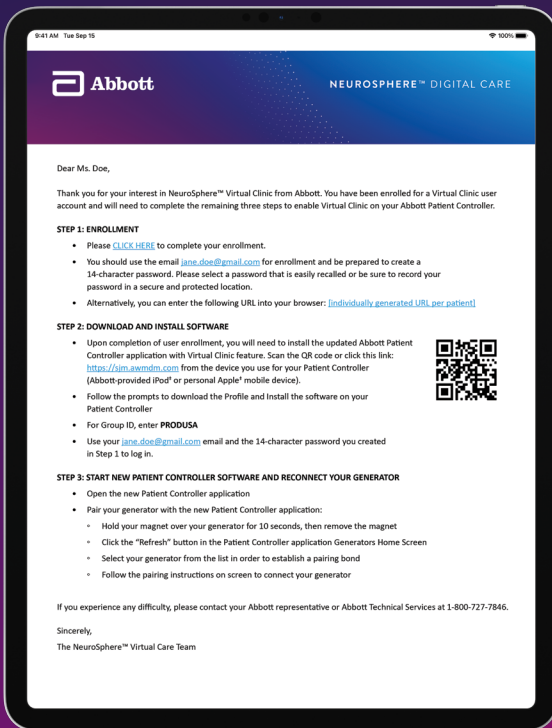 9:41 AM Tue Sep 15
100%
Abbott
NEUROSPHERE™ DIGITAL CARE
Dear Ms. Doe,
Thank you for your interest in NeuroSphere™ Virtual Clinic from Abbott. You have been enrolled for a Virtual Clinic user
account and will need to complete the remaining three steps to enable Virtual Clinic on your Abbott Patient Controller.
STEP 1: ENROLLMENT
• Please CLICK HERE to complete your enrollment.
• You should use the email jane.doe@gmail.com for enrollment and be prepared to create a
14-character password. Please select a password that is easily recalled or be sure to record your
password in a secure and protected location.
• Alternatively, you can enter the following URL into your browser: [individually generated URL per patient]
STEP 2: DOWNLOAD AND INSTALL SOFTWARE
• Upon completion of user enrollment, you will need to install the updated Abbott Patient
Controller application with Virtual Clinic feature. Scan the QR code or click this link:
https://sjm.awmdm.com from the device you use for your Patient Controller
(Abbott-provided iPod‡ or personal Apple‡ mobile device).
• Follow the prompts to download the Profile and Install the software on your
Patient Controller
• For Group ID, enter PRODUSA
• Use your jane.doe@gmail.com email and the 14-character password you created
in Step 1 to log in.
STEP 3: START NEW PATIENT CONTROLLER SOFTWARE AND RECONNECT YOUR GENERATOR
• Open the new Patient Controller application
• Pair your generator with the new Patient Controller application:
◦ Hold your magnet over your generator for 10 seconds, then remove the magnet
◦ Click the “Refresh” button in the Patient Controller application Generators Home Screen
◦ Select your generator from the list in order to establish a pairing bond
◦ Follow the pairing instructions on screen to connect your generator
If you experience any difficulty, please contact your Abbott representative or Abbott Technical Services at 1-800-727-7846.
Sincerely,
The NeuroSphere™ Virtual Care Team